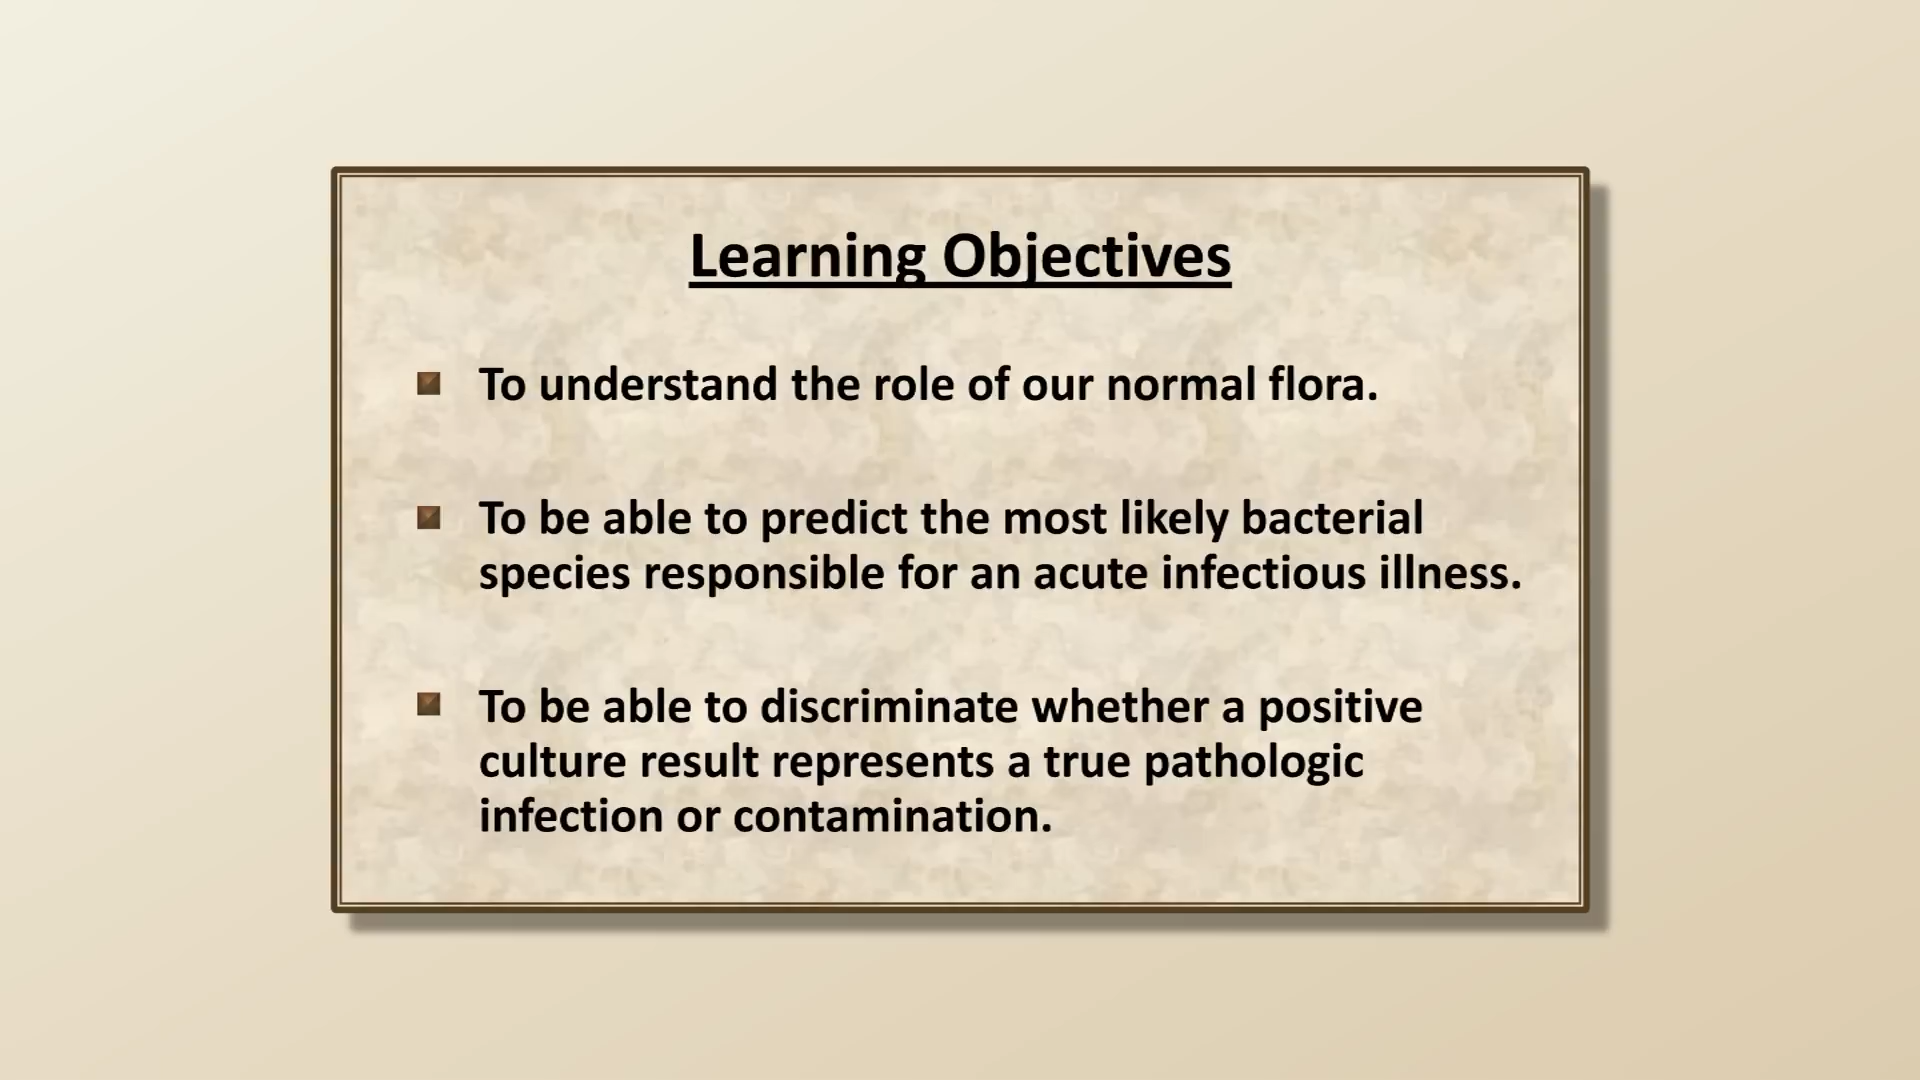 Learning Objectives
To understand the role of our normal flora.
To be able to predict the most likely bacterial
species responsible for an acute infectious illness.
To be able to discriminate whether a positive
culture result represents a true pathologic
infection or contamination.